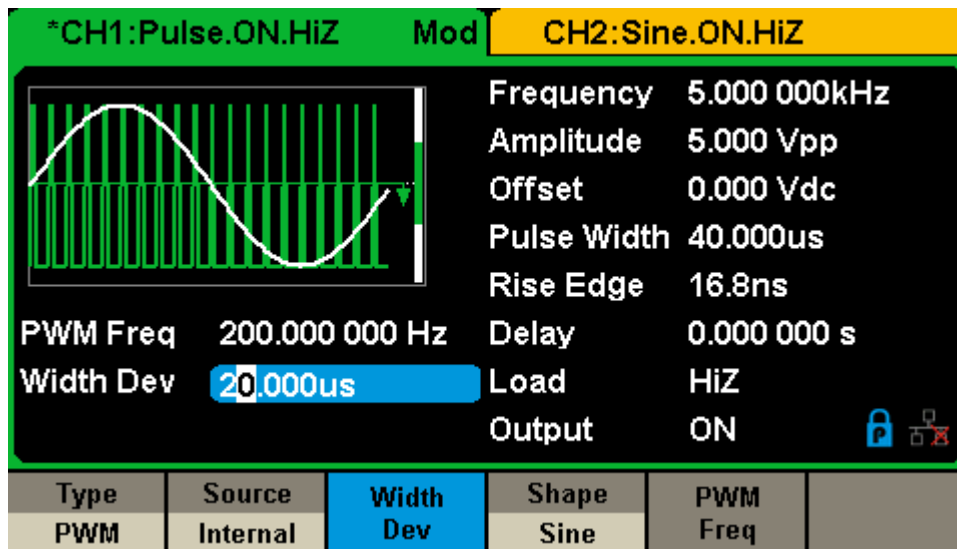 *CH1:Pulse.ON.HiZ Mod CH2:Sine.ON.HiZ
Frequency 5.000 000kHz
Amplitude 5.000 Vpp
Offset 0.000 Vdc
Pulse Width 40.000us
Rise Edge 16.8ns
PWM Freq 200.000 000 Hz
Delay 0.000 000 s
Width Dev 20.000us
Load HiZ
Output ON
P
Type Source Width Dev Shape PWM Freq
PWM Internal Sine